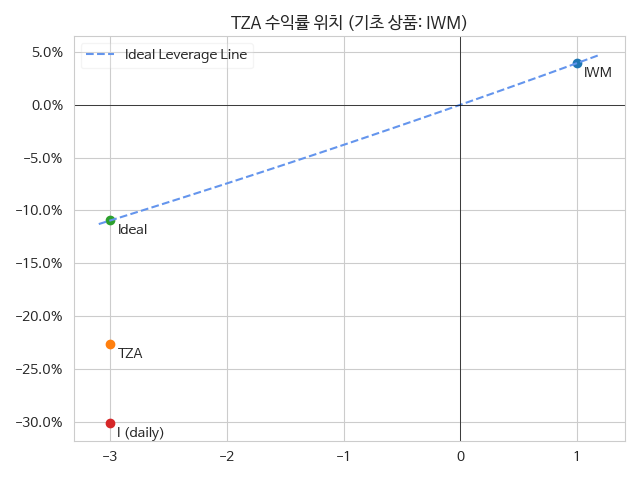 TZA 수익률 위치 (기초 상품: IWM)
Ideal Leverage Line
5.0%
0.0%
−5.0%
−10.0%
−15.0%
−20.0%
−25.0%
−30.0%
IWM
Ideal
TZA
I (daily)
−3
−2
−1
0
1